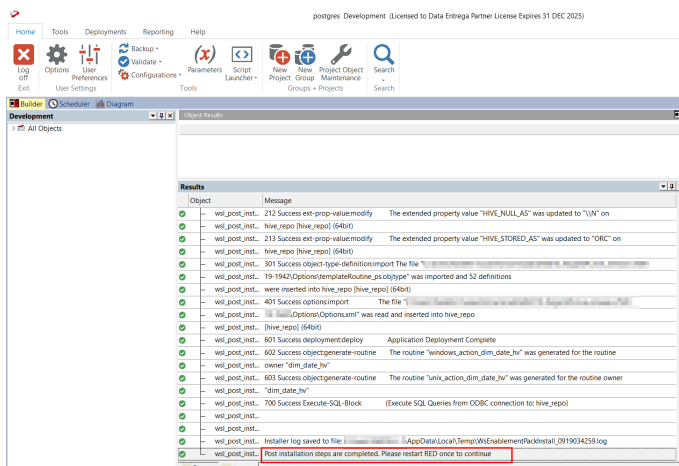 postgres Development (Licensed to Data Entrega Partner License Expires 31 DEC 2025)
Home Tools Deployments Reporting Help
Log off
Options
User Preferences
Backup
Validate
Configurations
Parameters
Script Launcher
New Project
New Group
Project Object Maintenance
Search
Exit User Settings Tools Groups + Projects Search
Builder Scheduler Diagram
Development
All Objects
Object Results
Results
Object Message
wsl_post_inst... 212 Success ext-prop-value:modify The extended property value "HIVE_NULL_AS" was updated to "\\N" on
wsl_post_inst... hive_repo [hive_repo] (64bit)
wsl_post_inst... 213 Success ext-prop-value:modify The extended property value "HIVE_STORED_AS" was updated to "ORC" on
wsl_post_inst... hive_repo [hive_repo] (64bit)
wsl_post_inst... 301 Success object-type-definition:import The file "
wsl_post_inst... 19-1942\Options\templateRoutine_ps.objtype" was imported and 52 definitions
wsl_post_inst... were inserted into hive_repo [hive_repo] (64bit)
wsl_post_inst... 401 Success options:import The file "
wsl_post_inst... \Options\Options.xml" was read and inserted into hive_repo
wsl_post_inst... [hive_repo] (64bit)
wsl_post_inst... 601 Success deployment:deploy Application Deployment Complete
wsl_post_inst... 602 Success object:generate-routine The routine "windows_action_dim_date_hv" was generated for the routine
wsl_post_inst... owner "dim_date_hv"
wsl_post_inst... 603 Success object:generate-routine The routine "unix_action_dim_date_hv" was generated for the routine owner
wsl_post_inst... "dim_date_hv"
wsl_post_inst... 700 Success Execute-SQL-Block (Execute SQL Queries from ODBC connection to: hive_repo)
wsl_post_inst...
wsl_post_inst...
wsl_post_inst... Installer log saved to file: \AppData\Local\Temp\WsEnablementPackInstall_0919034259.log
wsl_post_inst... Post installation steps are completed. Please restart RED once to continue